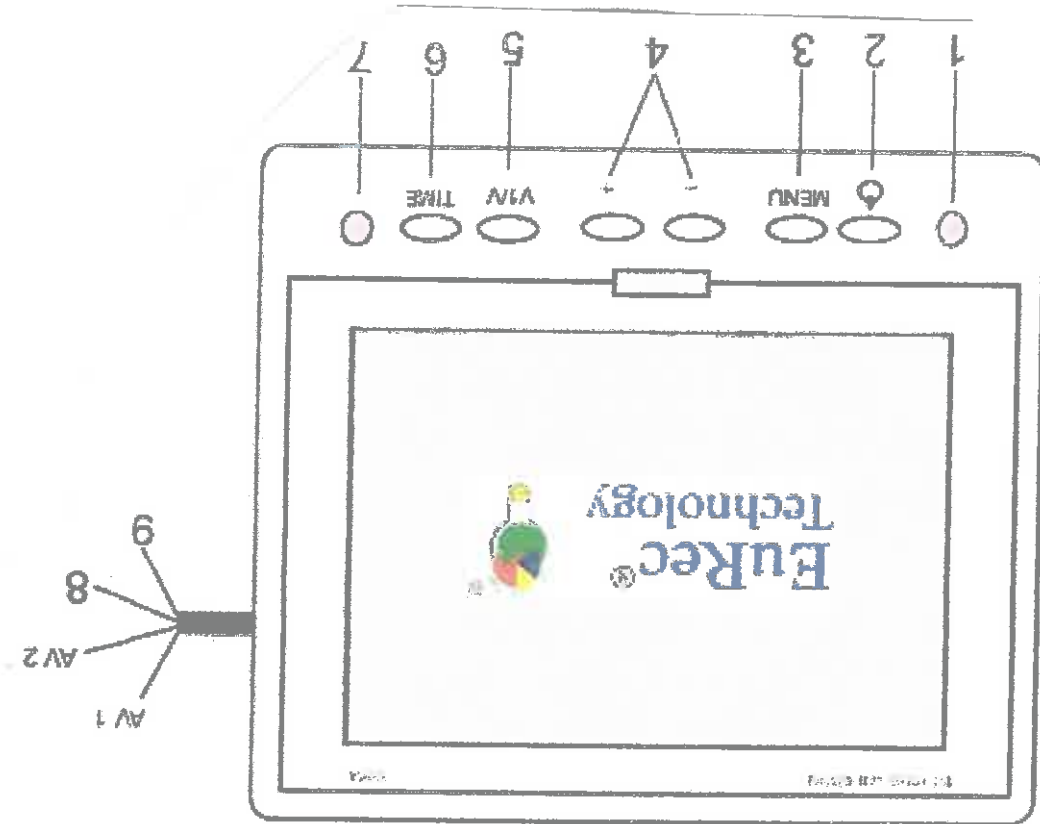 EuRec®
Technology
®
AV 1
AV 2
8
9
MENU - + V1/V TIME
1 2 3 4 5 6 7